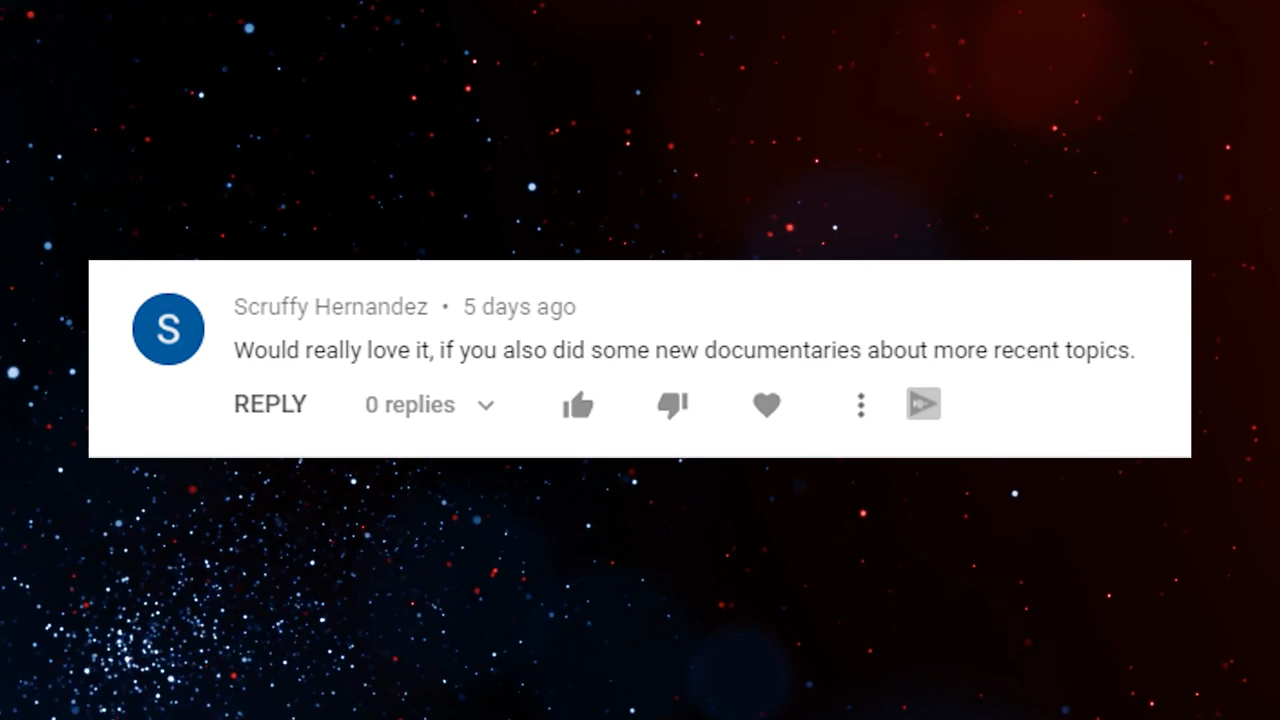 S
Scruffy Hernandez • 5 days ago
Would really love it, if you also did some new documentaries about more recent topics.
REPLY 0 replies